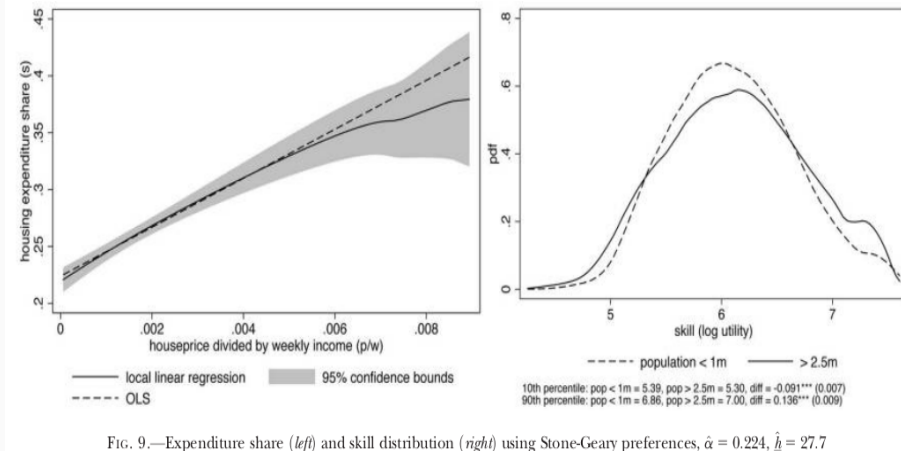 .45
.4
.35
.3
.25
.2
housing expenditure share (s)
0 .002 .004 .006 .008
houseprice divided by weekly income (p/w)
local linear regression 95% confidence bounds
OLS
.8
.6
.4
.2
0
pdf
5 6 7
skill (log utility)
population < 1m > 2.5m
10th percentile: pop < 1m = 5.39, pop > 2.5m = 5.30, diff = -0.091*** (0.007)
90th percentile: pop < 1m = 6.86, pop > 2.5m = 7.00, diff = 0.136*** (0.009)
FIG. 9.—Expenditure share (left) and skill distribution (right) using Stone-Geary preferences, α̂ = 0.224, ĥ̲ = 27.7